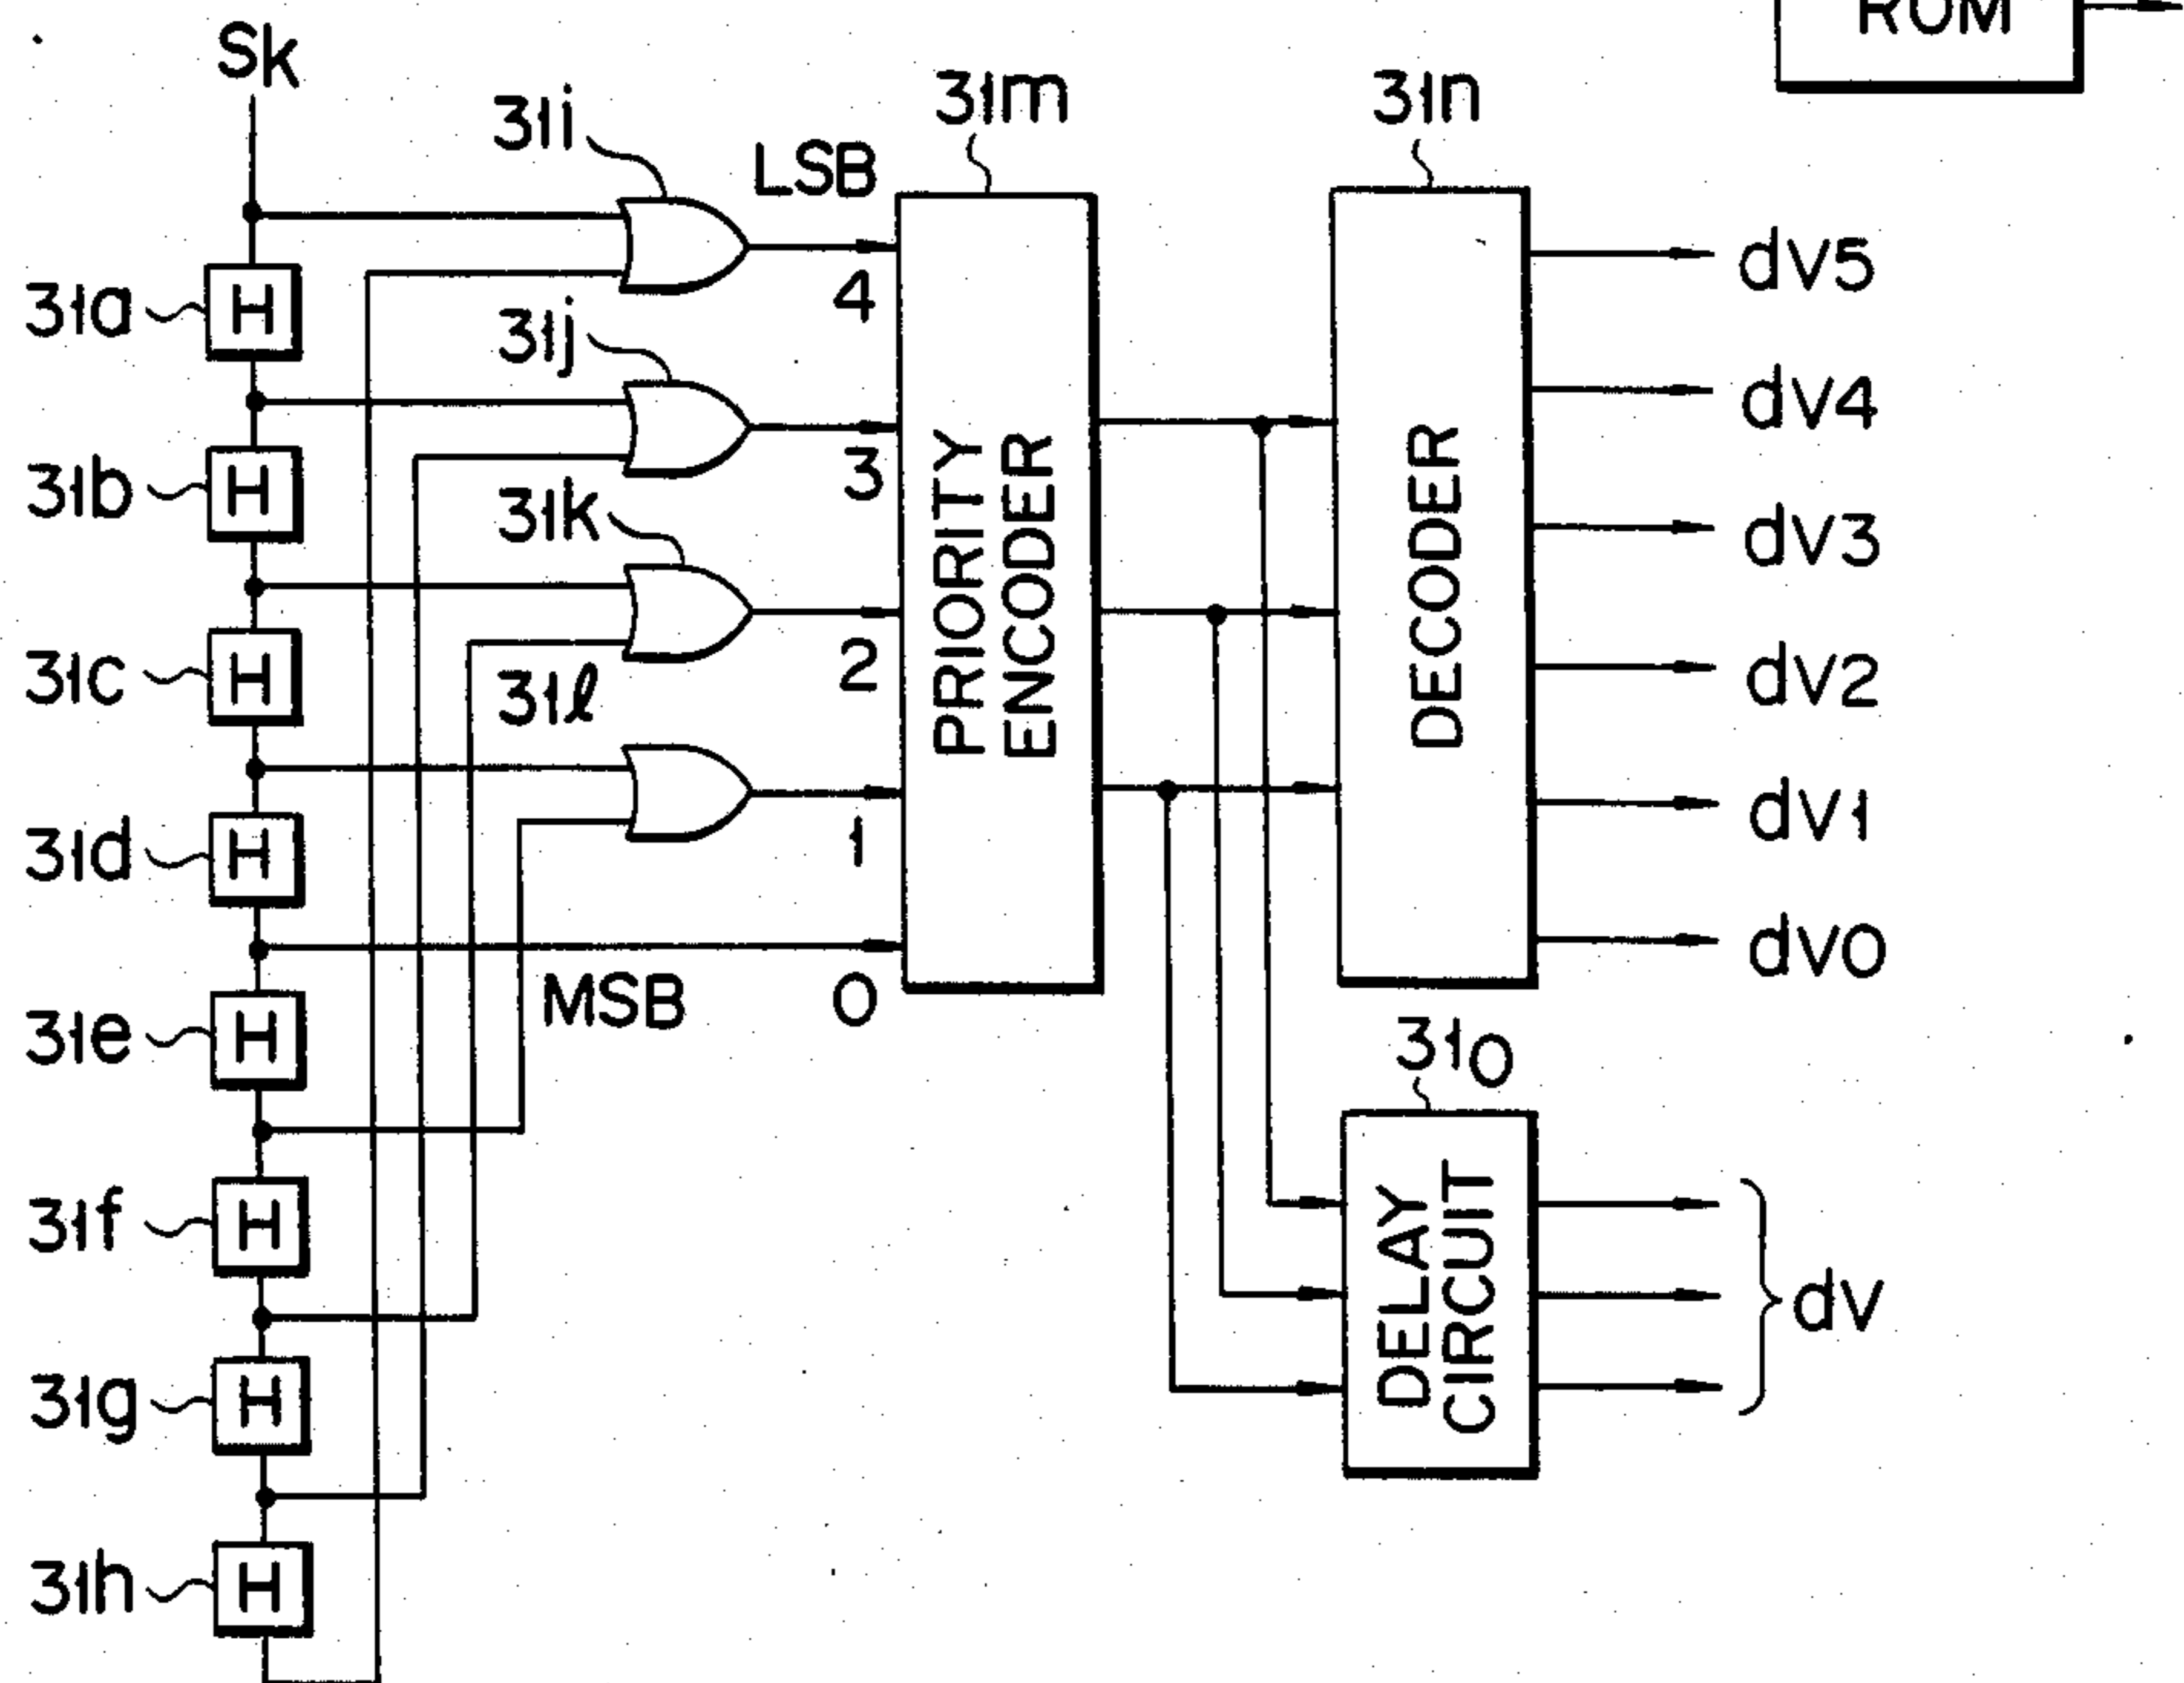 ROM
Sk
31i
LSB
31m
31n
31a
H
4
dV5
31j
dV4
31b
H
31k
3
dV3
PRIORITY
ENCODER
DECODER
31c
H
31ℓ
2
dV2
31d
H
1
dV1
dV0
31e
H
MSB
0
31o
31f
H
DELAY
CIRCUIT
dV
31g
H
31h
H